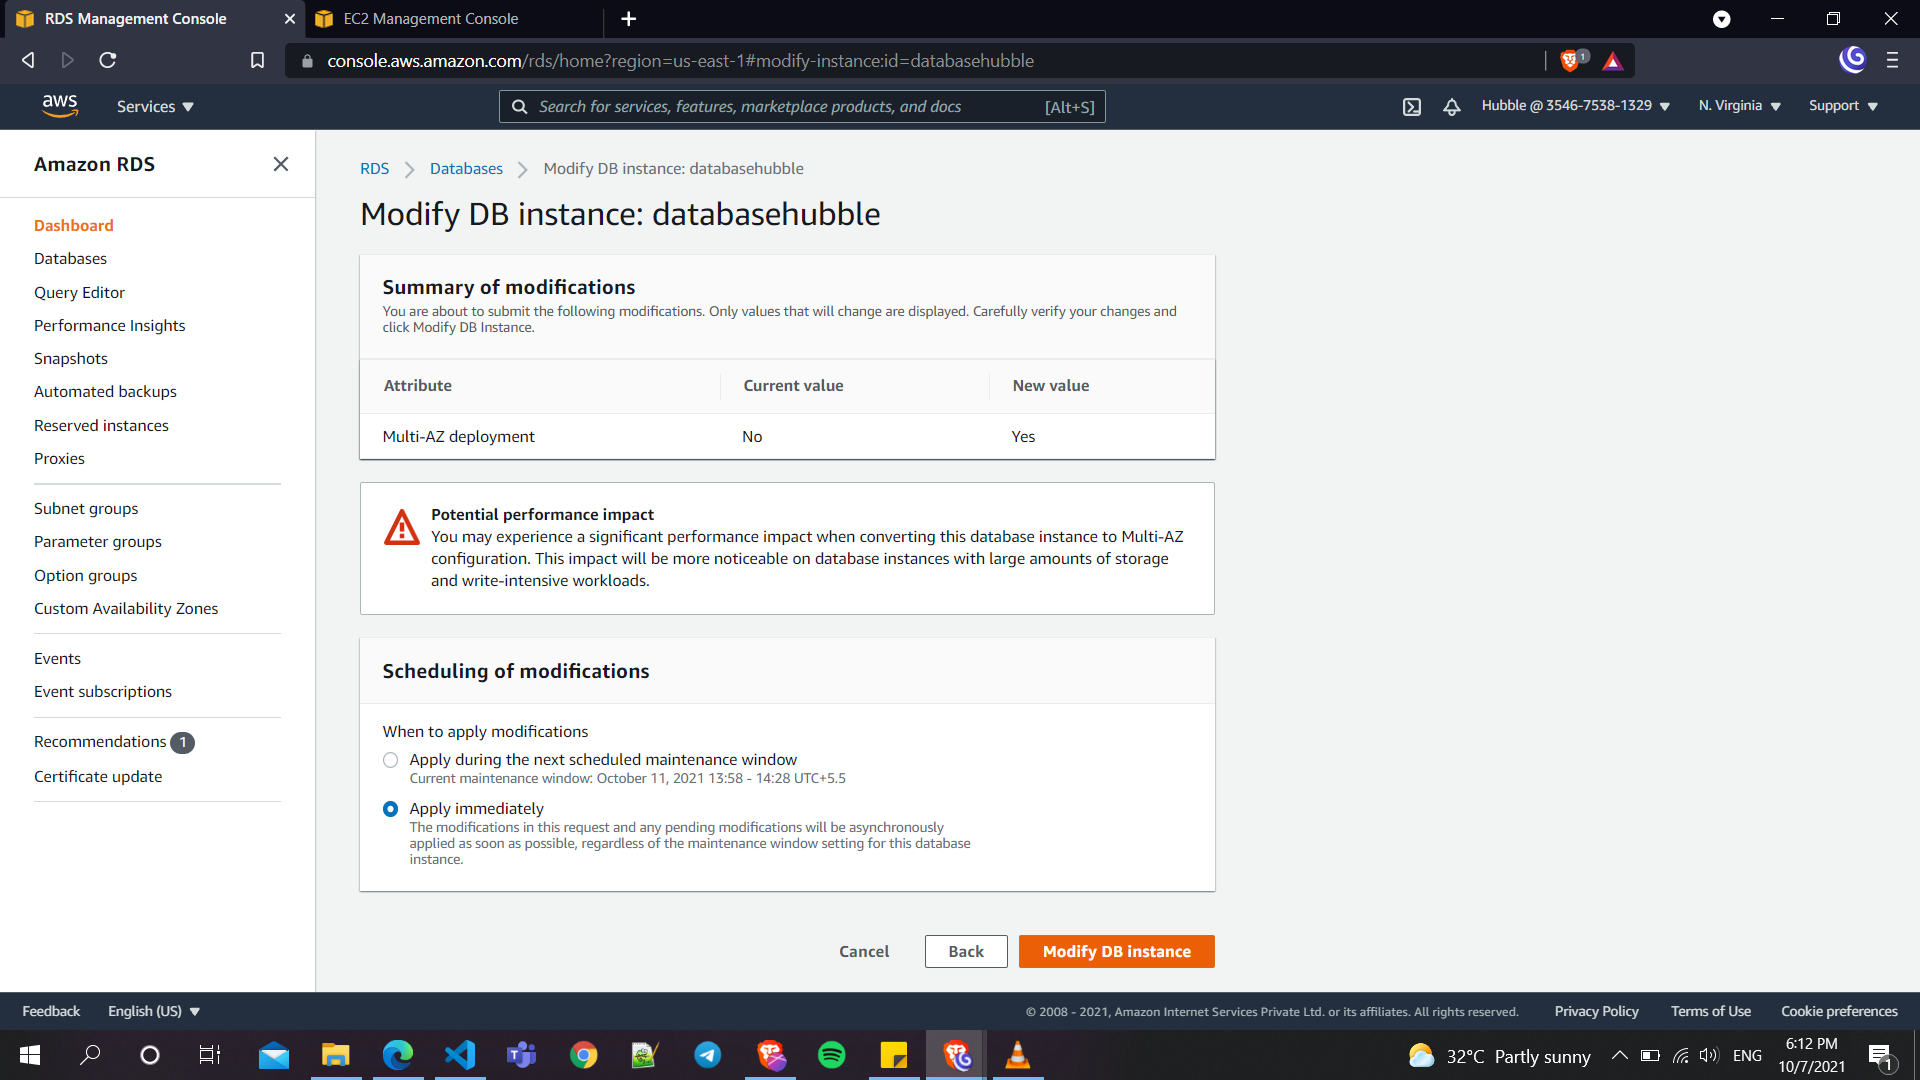 RDS Management Console
EC2 Management Console
console.aws.amazon.com/rds/home?region=us-east-1#modify-instance:id=databasehubble
1
aws
Services
Search for services, features, marketplace products, and docs
[Alt+S]
Hubble @ 3546-7538-1329
N. Virginia
Support
Amazon RDS
Dashboard
Databases
Query Editor
Performance Insights
Snapshots
Automated backups
Reserved instances
Proxies
Subnet groups
Parameter groups
Option groups
Custom Availability Zones
Events
Event subscriptions
Recommendations 1
Certificate update
RDS
Databases
Modify DB instance: databasehubble
Modify DB instance: databasehubble
Summary of modifications
You are about to submit the following modifications. Only values that will change are displayed. Carefully verify your changes and
click Modify DB Instance.
Attribute
Current value
New value
Multi-AZ deployment
No
Yes
Potential performance impact
You may experience a significant performance impact when converting this database instance to Multi-AZ
configuration. This impact will be more noticeable on database instances with large amounts of storage
and write-intensive workloads.
Scheduling of modifications
When to apply modifications
Apply during the next scheduled maintenance window
Current maintenance window: October 11, 2021 13:58 - 14:28 UTC+5.5
Apply immediately
The modifications in this request and any pending modifications will be asynchronously
applied as soon as possible, regardless of the maintenance window setting for this database
instance.
Cancel
Back
Modify DB instance
Feedback
English (US)
© 2008 - 2021, Amazon Internet Services Private Ltd. or its affiliates. All rights reserved.
Privacy Policy
Terms of Use
Cookie preferences
32°C Partly sunny
ENG
6:12 PM
10/7/2021
1